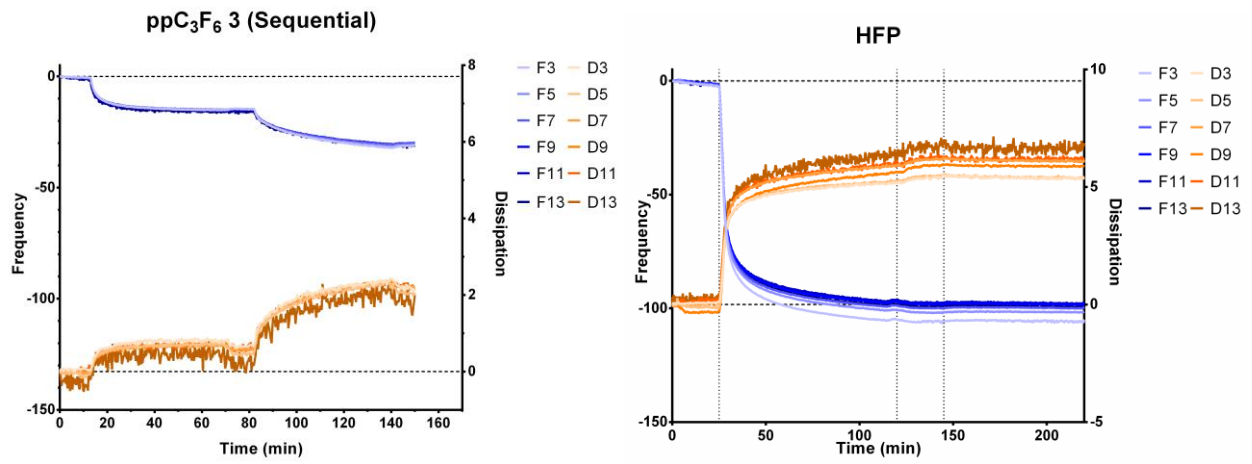 ppC₃F₆ 3 (Sequential)
0
-50
-100
-150
Frequency
8
6
4
2
0
Dissipation
0
20
40
60
80
100
120
140
160
Time (min)
F3 D3
F5 D5
F7 D7
F9 D9
F11 D11
F13 D13
HFP
0
-50
-100
-150
Frequency
10
5
0
-5
Dissipation
0
50
100
150
200
Time (min)
F3 D3
F5 D5
F7 D7
F9 D9
F11 D11
F13 D13